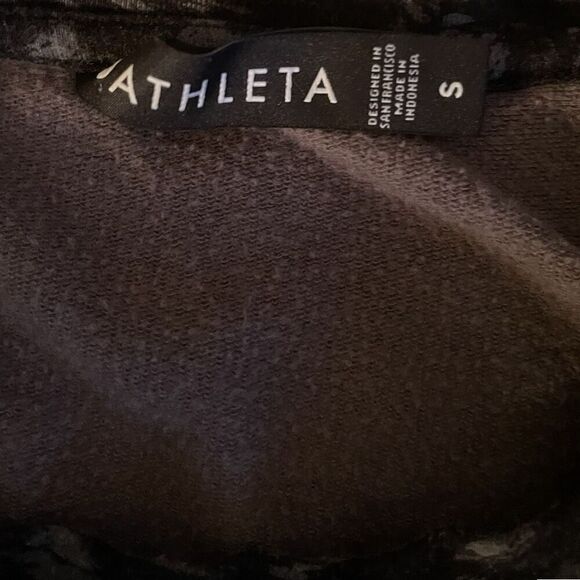 ATHLETA
DESIGNED IN
SAN FRANCISCO
MADE IN
INDONESIA
S